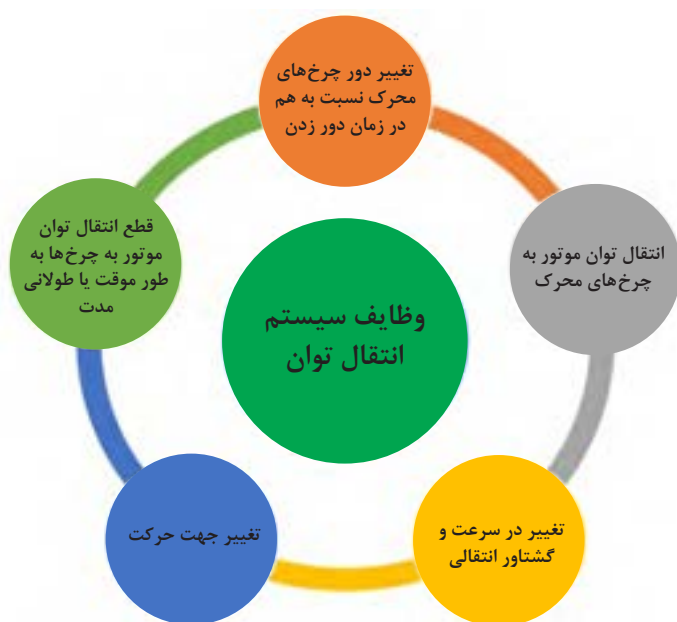 تغییر دور چرخ‌های
محرک نسبت به هم
در زمان دور زدن
انتقال توان موتور به
چرخ‌های محرک
تغییر در سرعت و
گشتاور انتقالی
تغییر جهت حرکت
قطع انتقال توان
موتور به چرخ‌ها به
طور موقت یا طولانی
مدت
وظایف سیستم
انتقال توان